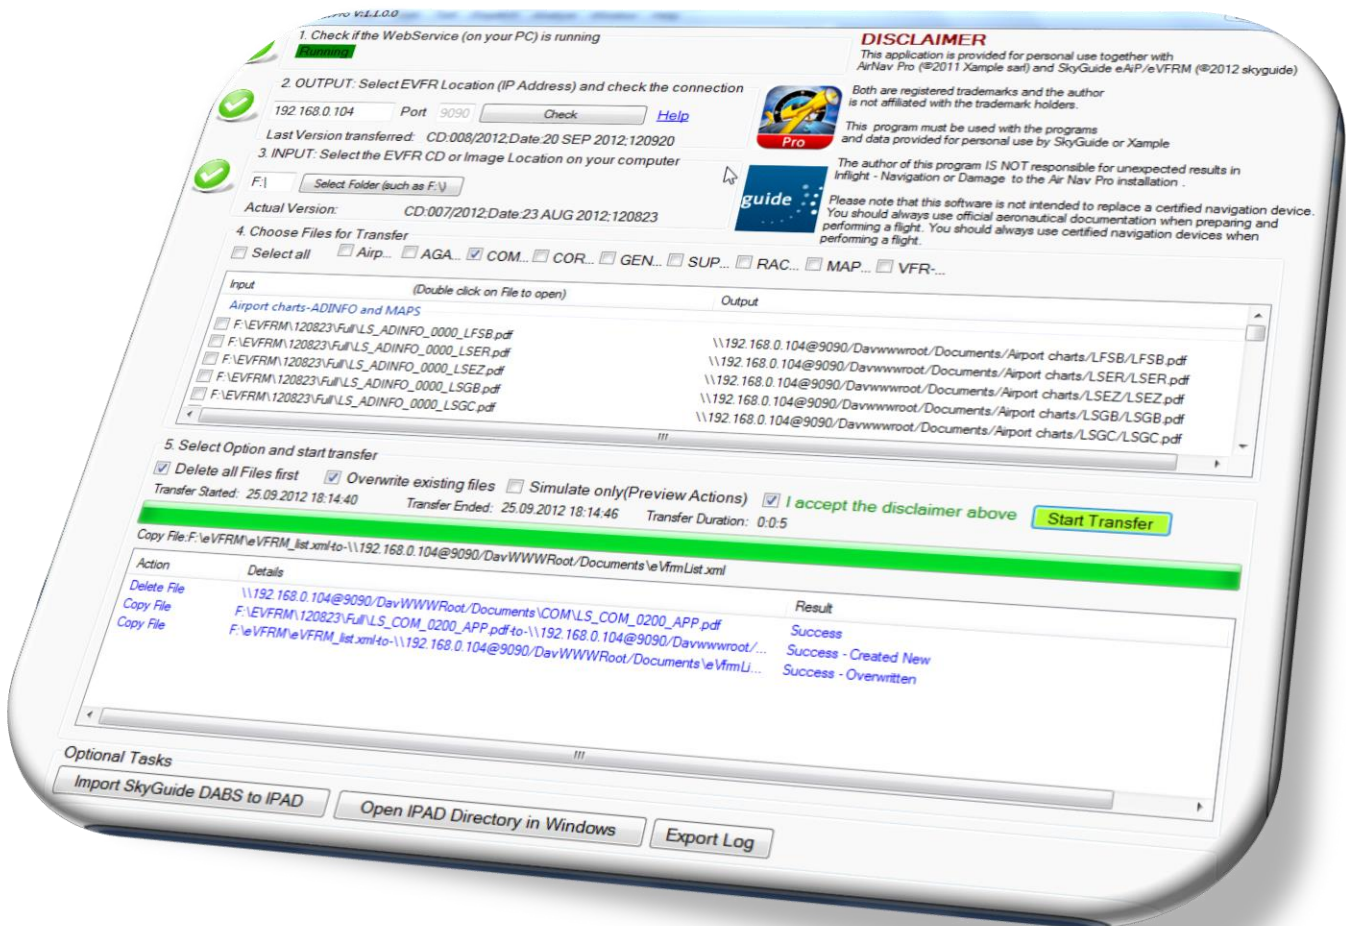 Pro V:1.1.0.0
1. Check if the WebService (on your PC) is running
Running
2. OUTPUT: Select EVFR Location (IP Address) and check the connection
192.168.0.104 Port 9090 Check Help
Last Version transferred: CD:008/2012;Date:20 SEP 2012;120920
3. INPUT: Select the EVFR CD or Image Location on your computer
F:\ Select Folder (such as F:\)
Actual Version: CD:007/2012;Date:23 AUG 2012;120823
DISCLAIMER
This application is provided for personal use together with
AirNav Pro (©2011 Xample sarl) and SkyGuide eAiP/eVFRM (©2012 skyguide)
Both are registered trademarks and the author
is not affiliated with the trademark holders.
This program must be used with the programs
and data provided for personal use by SkyGuide or Xample
The author of this program IS NOT responsible for unexpected results in
Inflight - Navigation or Damage to the Air Nav Pro installation .
Please note that this software is not intended to replace a certified navigation device.
You should always use official aeronautical documentation when preparing and
performing a flight. You should always use certified navigation devices when
performing a flight.
Pro
guide
4. Choose Files for Transfer
Select all Airp... AGA... COM... COR... GEN... SUP... RAC... MAP... VFR-...
Input (Double click on File to open) Output
Airport charts-ADINFO and MAPS
F:\EVFRM\120823\Full\LS_ADINFO_0000_LFSB.pdf \\192.168.0.104@9090/Davwwwroot/Documents/Airport charts/LFSB/LFSB.pdf
F:\EVFRM\120823\Full\LS_ADINFO_0000_LSER.pdf \\192.168.0.104@9090/Davwwwroot/Documents/Airport charts/LSER/LSER.pdf
F:\EVFRM\120823\Full\LS_ADINFO_0000_LSEZ.pdf \\192.168.0.104@9090/Davwwwroot/Documents/Airport charts/LSEZ/LSEZ.pdf
F:\EVFRM\120823\Full\LS_ADINFO_0000_LSGB.pdf \\192.168.0.104@9090/Davwwwroot/Documents/Airport charts/LSGB/LSGB.pdf
F:\EVFRM\120823\Full\LS_ADINFO_0000_LSGC.pdf \\192.168.0.104@9090/Davwwwroot/Documents/Airport charts/LSGC/LSGC.pdf
5. Select Option and start transfer
Delete all Files first Overwrite existing files Simulate only(Preview Actions) I accept the disclaimer above Start Transfer
Transfer Started: 25.09.2012 18:14:40 Transfer Ended: 25.09.2012 18:14:46 Transfer Duration: 0:0:5
Copy File:F:\eVFRM\eVFRM_list.xml-to-\\192.168.0.104@9090/DavWWWRoot/Documents\eVfrmList.xml
Action Details Result
Delete File \\192.168.0.104@9090/DavWWWRoot/Documents\COM\LS_COM_0200_APP.pdf Success
Copy File F:\EVFRM\120823\Full\LS_COM_0200_APP.pdf-to-\\192.168.0.104@9090/Davwwwroot/... Success - Created New
Copy File F:\eVFRM\eVFRM_list.xml-to-\\192.168.0.104@9090/DavWWWRoot/Documents\eVfrmLi... Success - Overwritten
Optional Tasks
Import SkyGuide DABS to IPAD Open IPAD Directory in Windows Export Log